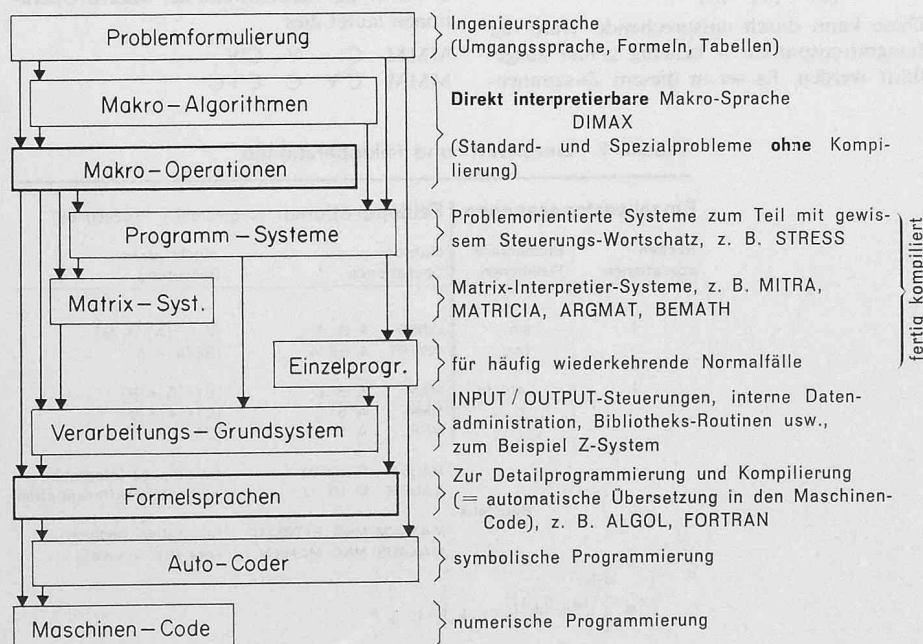 Problemformulierung
Ingenieursprache
(Umgangssprache, Formeln, Tabellen)
Makro–Algorithmen
Direkt interpretierbare Makro-Sprache
DIMAX
(Standard- und Spezialprobleme ohne Kompi-
lierung)
Makro–Operationen
Programm–Systeme
Problemorientierte Systeme zum Teil mit gewis-
sem Steuerungs-Wortschatz, z. B. STRESS
Matrix–Syst.
Matrix-Interpretier-Systeme, z. B. MITRA,
MATRICIA, ARGMAT, BEMATH
fertig kompiliert
Einzelprogr.
für häufig wiederkehrende Normalfälle
Verarbeitungs–Grundsystem
INPUT / OUTPUT-Steuerungen, interne Daten-
administration, Bibliotheks-Routinen usw.,
zum Beispiel Z-System
Formelsprachen
Zur Detailprogrammierung und Kompilierung
(= automatische Übersetzung in den Maschinen-
Code), z. B. ALGOL, FORTRAN
Auto–Coder
symbolische Programmierung
Maschinen–Code
numerische Programmierung